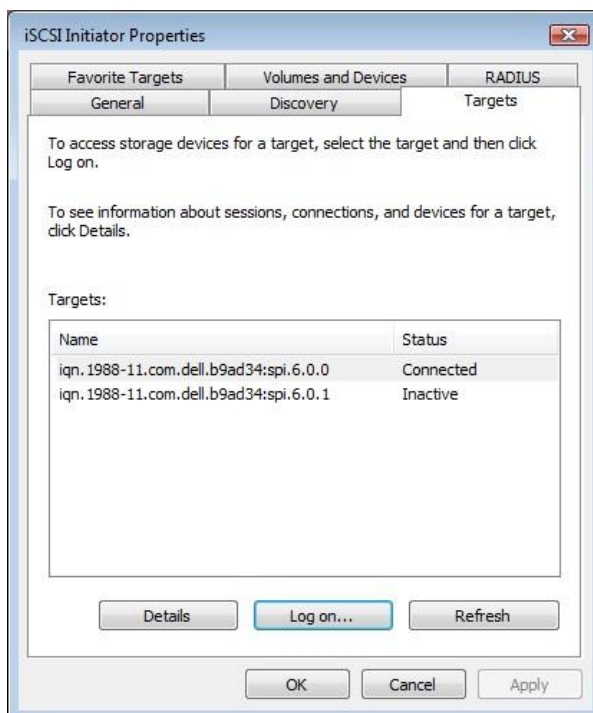 iSCSI Initiator Properties
Favorite Targets Volumes and Devices RADIUS
General Discovery Targets
To access storage devices for a target, select the target and then click
Log on.
To see information about sessions, connections, and devices for a target,
click Details.
Targets:
Name Status
iqn.1988-11.com.dell.b9ad34:spi.6.0.0 Connected
iqn.1988-11.com.dell.b9ad34:spi.6.0.1 Inactive
Details Log on... Refresh
OK Cancel Apply